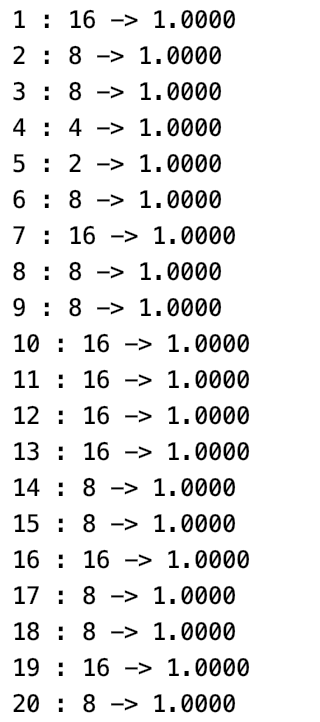 1 : 16 -> 1.0000
2 : 8 -> 1.0000
3 : 8 -> 1.0000
4 : 4 -> 1.0000
5 : 2 -> 1.0000
6 : 8 -> 1.0000
7 : 16 -> 1.0000
8 : 8 -> 1.0000
9 : 8 -> 1.0000
10 : 16 -> 1.0000
11 : 16 -> 1.0000
12 : 16 -> 1.0000
13 : 16 -> 1.0000
14 : 8 -> 1.0000
15 : 8 -> 1.0000
16 : 16 -> 1.0000
17 : 8 -> 1.0000
18 : 8 -> 1.0000
19 : 16 -> 1.0000
20 : 8 -> 1.0000